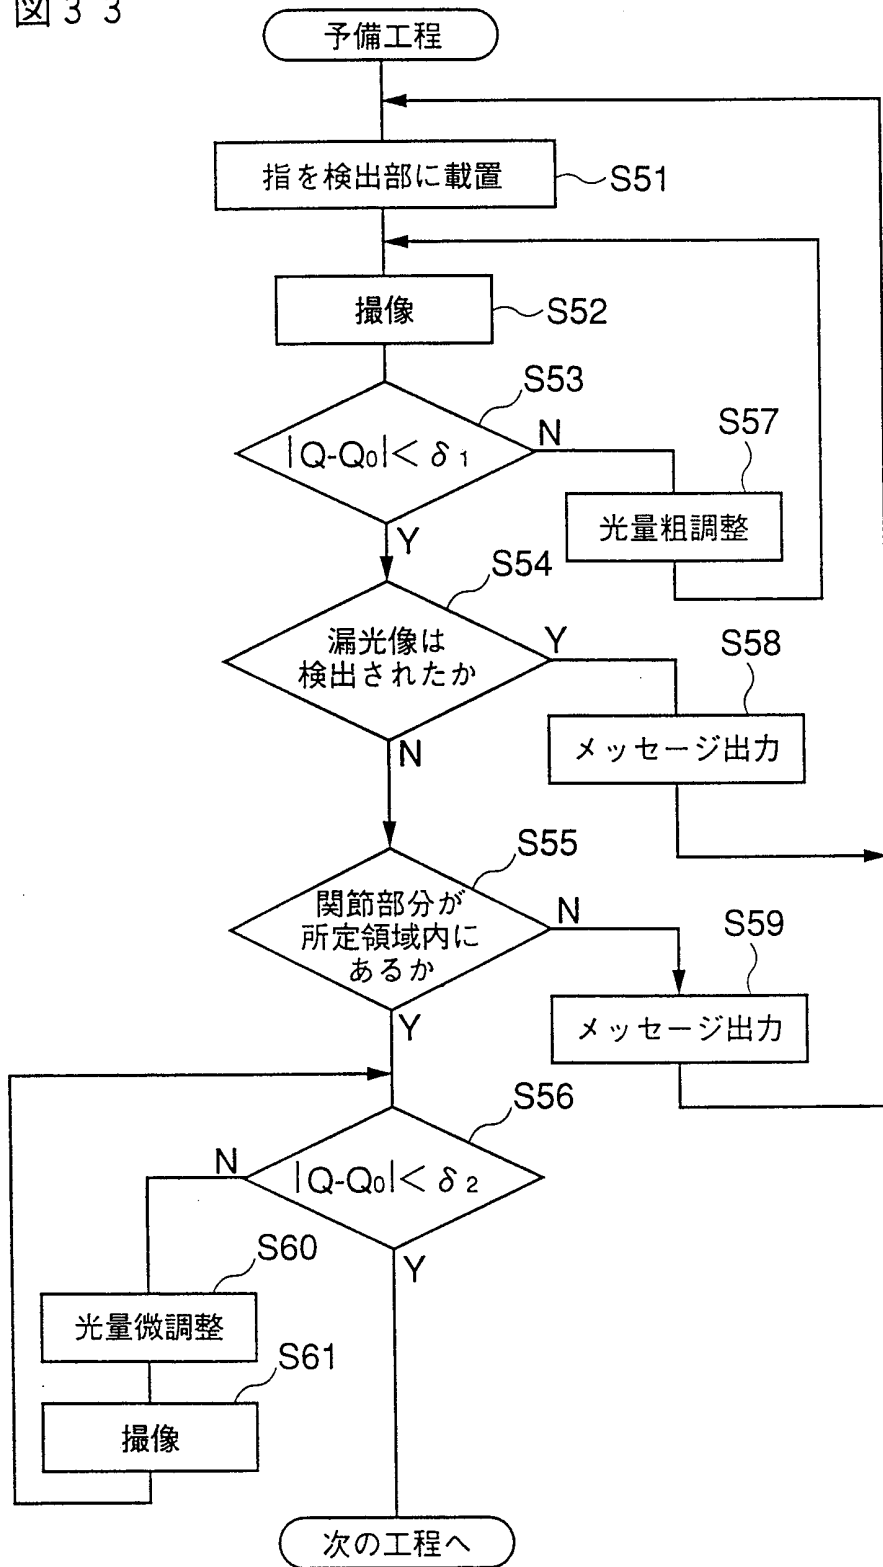 図33
予備工程
指を検出部に載置
S51
撮像
S52
S53
|Q-Q₀|< δ₁
N
Y
S57
光量粗調整
S54
漏光像は
検出されたか
Y
N
S58
メッセージ出力
S55
関節部分が
所定領域内に
あるか
N
Y
S59
メッセージ出力
S56
|Q-Q₀|< δ₂
N
Y
S60
光量微調整
S61
撮像
次の工程へ